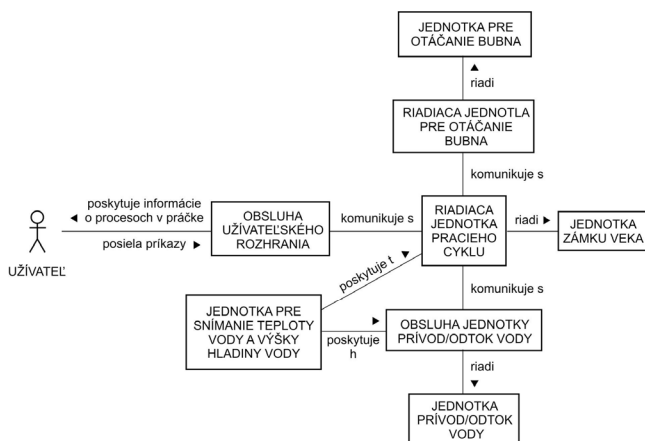 JEDNOTKA PRE
OTÁČANIE BUBNA
riadi
RIADIACA JEDNOTLA
PRE OTÁČANIE
BUBNA
komunikuje s
poskytuje informácie
o procesoch v práčke
posiela príkazy
UŽÍVATEĽ
OBSLUHA
UŽÍVATEĽSKÉHO
ROZHRANIA
komunikuje s
RIADIACA
JEDNOTKA
PRACIEHO
CYKLU
riadi
JEDNOTKA
ZÁMKU VEKA
poskytuje t
komunikuje s
JEDNOTKA PRE
SNÍMANIE TEPLOTY
VODY A VÝŠKY
HLADINY VODY
poskytuje
h
OBSLUHA JEDNOTKY
PRÍVOD/ODTOK VODY
riadi
JEDNOTKA
PRÍVOD/ODTOK
VODY